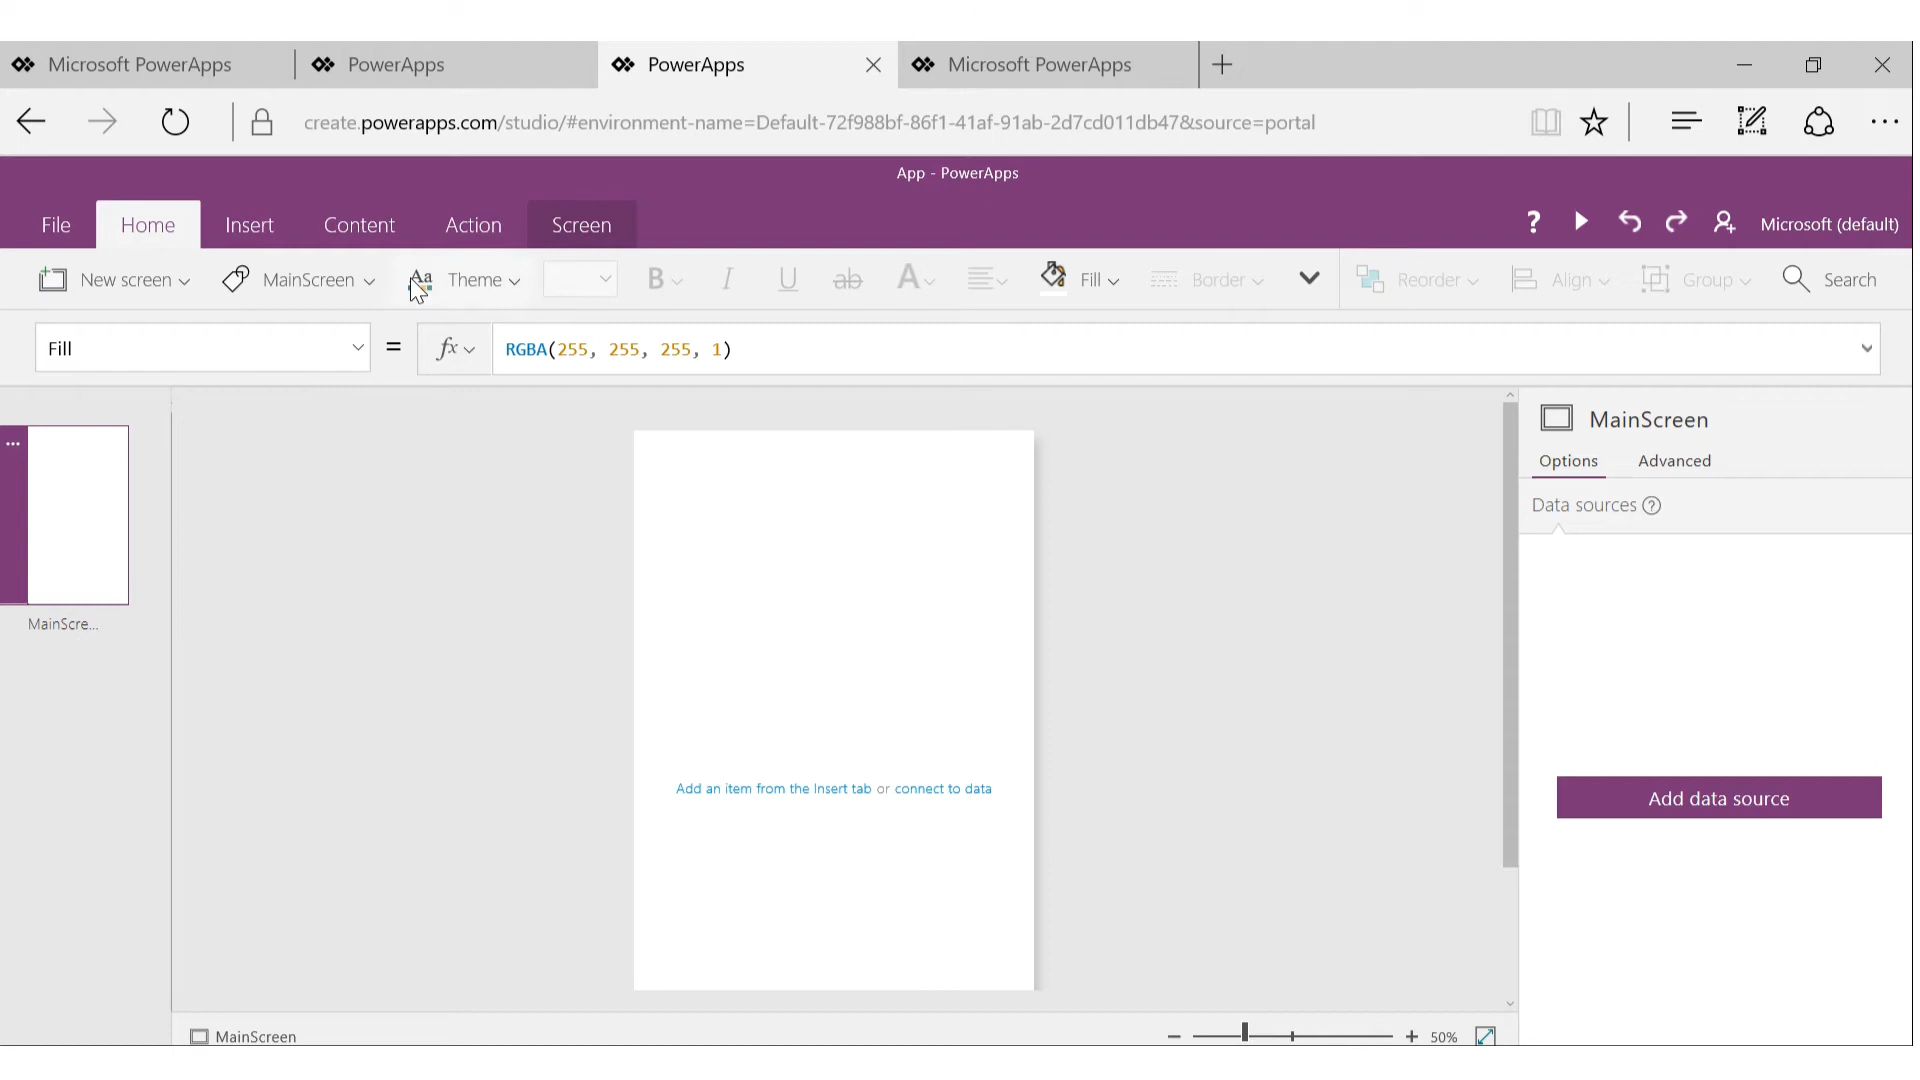 Microsoft PowerApps
PowerApps
PowerApps
Microsoft PowerApps
create.powerapps.com/studio/#environment-name=Default-72f988bf-86f1-41af-91ab-2d7cd011db47&source=portal
App - PowerApps
File
Home
Insert
Content
Action
Screen
?
Microsoft (default)
New screen
MainScreen
Aa
Theme
B
I
U
ab
A
Fill
Border
Reorder
Align
Group
Search
Fill
=
fx
RGBA(255, 255, 255, 1)
MainScre...
Add an item from the Insert tab or connect to data
MainScreen
Options
Advanced
Data sources ?
Add data source
MainScreen
50%